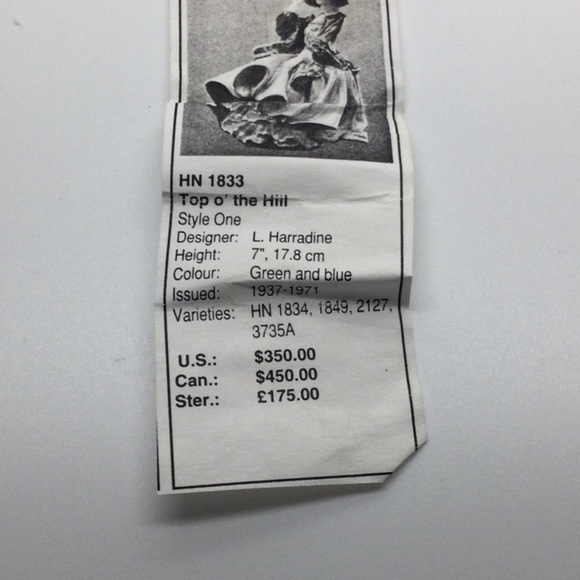 HN 1833
Top o' the Hill
Style One
Designer: L. Harradine
Height: 7", 17.8 cm
Colour: Green and blue
Issued: 1937-1971
Varieties: HN 1834, 1849, 2127,
3735A
U.S.: $350.00
Can.: $450.00
Ster.: £175.00